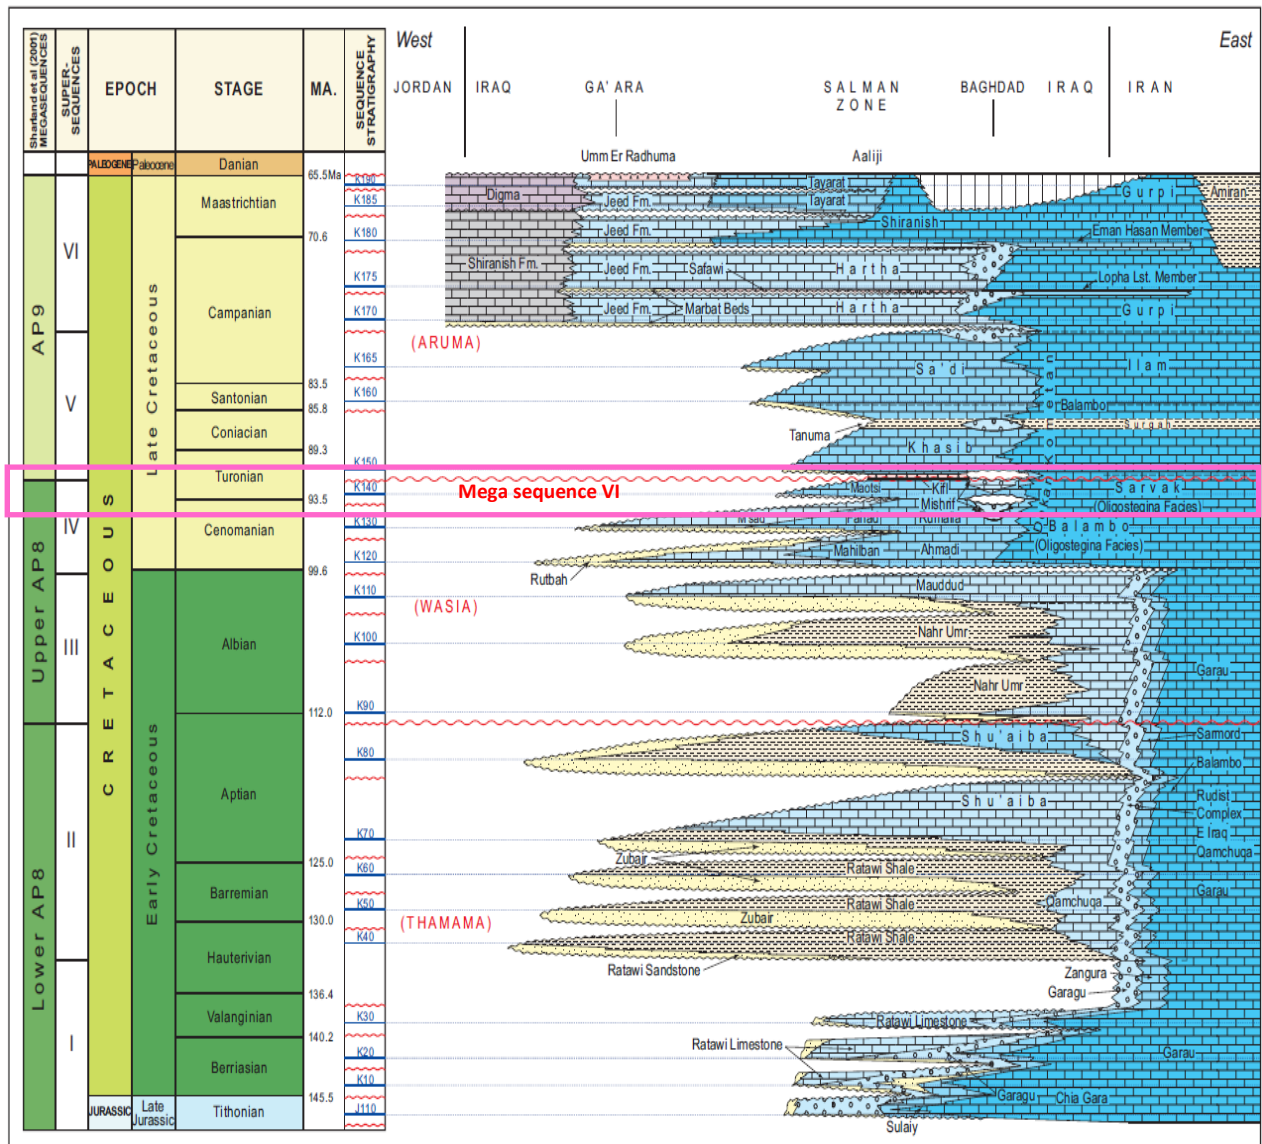 West
East
Sharland et al (2001)
MEGASEQUENCES
SUPER-
SEQUENCES
EPOCH
STAGE
MA.
SEQUENCE
STRATIGRAPHY
JORDAN
IRAQ
GA' ARA
SALMAN
ZONE
BAGHDAD
IRAQ
IRAN
PALEOGENE
Paleocene
Danian
Umm Er Radhuma
Aaliji
65.5Ma
K190
Digma
Tayarat
Gurpi
Amiran
Maastrichtian
K185
Jeed Fm.
Tayarat
Shiranish
K180
Jeed Fm.
Eman Hasan Member
70.6
VI
Shiranish Fm.
Jeed Fm.
Safawi
Hartha
Lopha Lst. Member
K175
AP9
Campanian
K170
Jeed Fm.
Marbat Beds
Hartha
Gurpi
(ARUMA)
Late Cretaceous
K165
Sa'di
Ilam
83.5
V
Santonian
K160
Kometan
Balambo
85.8
Coniacian
Tanuma
Surgah
89.3
Khasib
K150
Turonian
Mega sequence VI
K140
Maotsi
Kifl
Sarvak
93.5
Mishrif
(Oligostegina Facies)
IV
Cenomanian
K130
M'sad
Fahad
Rumaila
Balambo
(Oligostegina Facies)
K120
Mahilban
Ahmadi
99.6
Rutbah
Mauddud
K110
(WASIA)
CRETACEOUS
Upper AP8
III
Albian
K100
Nahr Umr
Garau
Nahr Umr
K90
112.0
Shu'aiba
Sarmord
K80
Balambo
Early Cretaceous
Aptian
Shu'aiba
Rudist
Complex
E Iraq
Qamchuqa
II
K70
125.0
Zubair
K60
Ratawi Shale
Lower AP8
Barremian
Garau
K50
Ratawi Shale
Qamchuqa
130.0
(THAMAMA)
Zubair
K40
Ratawi Shale
Hauterivian
Ratawi Sandstone
Zangura
Garagu
136.4
Valanginian
K30
Ratawi Limestone
140.2
I
Ratawi Limestone
K20
Garau
Berriasian
K10
145.5
Garagu
Chia Gara
JURASSIC
Late
Jurassic
Tithonian
J110
Sulaiy